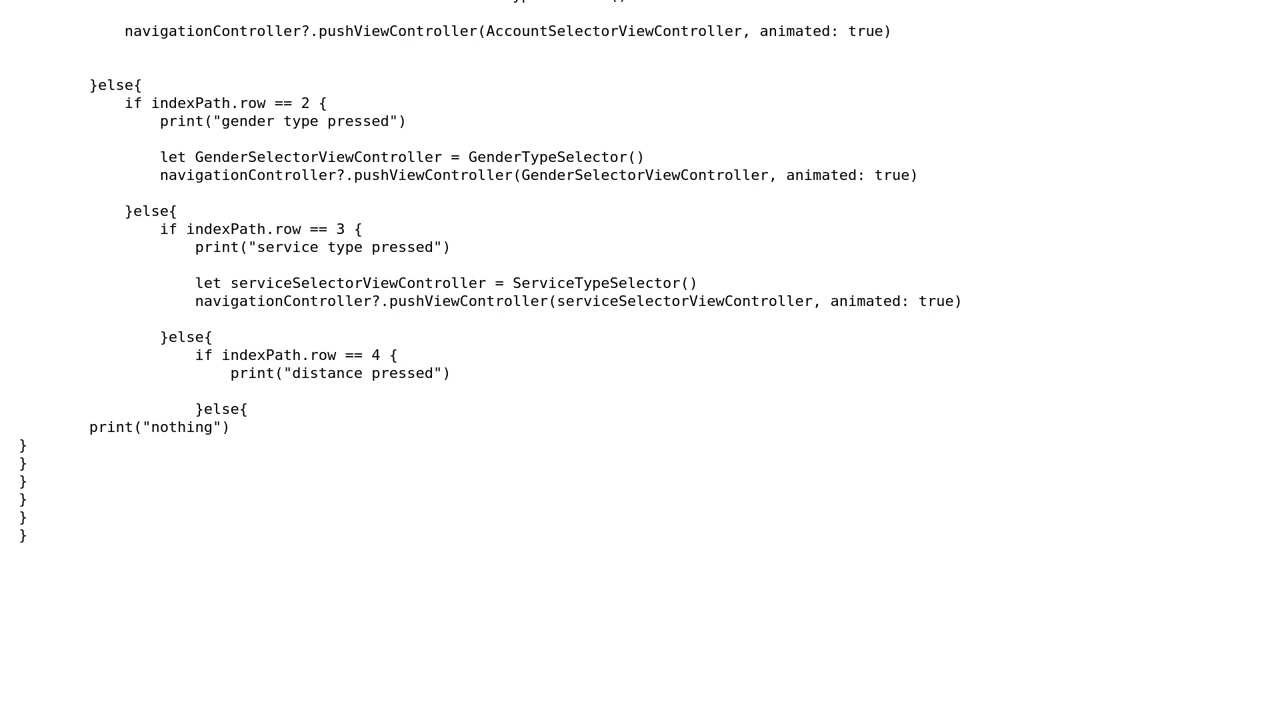 navigationController?.pushViewController(AccountSelectorViewController, animated: true)
}else{
if indexPath.row == 2 {
print("gender type pressed")
let GenderSelectorViewController = GenderTypeSelector()
navigationController?.pushViewController(GenderSelectorViewController, animated: true)
}else{
if indexPath.row == 3 {
print("service type pressed")
let serviceSelectorViewController = ServiceTypeSelector()
navigationController?.pushViewController(serviceSelectorViewController, animated: true)
}else{
if indexPath.row == 4 {
print("distance pressed")
}else{
print("nothing")
}
}
}
}
}
}